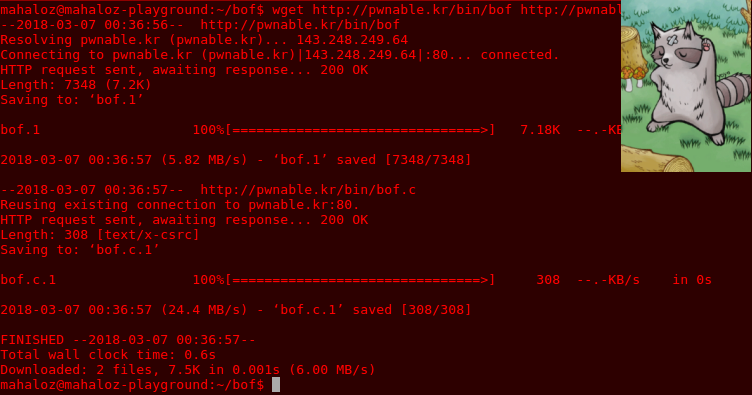 mahaloz@mahaloz-playground:~/bof$ wget http://pwnable.kr/bin/bof http://pwnabl
--2018-03-07 00:36:56--  http://pwnable.kr/bin/bof
Resolving pwnable.kr (pwnable.kr)... 143.248.249.64
Connecting to pwnable.kr (pwnable.kr)|143.248.249.64|:80... connected.
HTTP request sent, awaiting response... 200 OK
Length: 7348 (7.2K)
Saving to: ‘bof.1’
bof.1                   100%[===============================>]   7.18K  --.-KB
2018-03-07 00:36:57 (5.82 MB/s) - ‘bof.1’ saved [7348/7348]
--2018-03-07 00:36:57--  http://pwnable.kr/bin/bof.c
Reusing existing connection to pwnable.kr:80.
HTTP request sent, awaiting response... 200 OK
Length: 308 [text/x-csrc]
Saving to: ‘bof.c.1’
bof.c.1                 100%[===============================>]     308  --.-KB/s    in 0s
2018-03-07 00:36:57 (24.4 MB/s) - ‘bof.c.1’ saved [308/308]
FINISHED --2018-03-07 00:36:57--
Total wall clock time: 0.6s
Downloaded: 2 files, 7.5K in 0.001s (6.00 MB/s)
mahaloz@mahaloz-playground:~/bof$